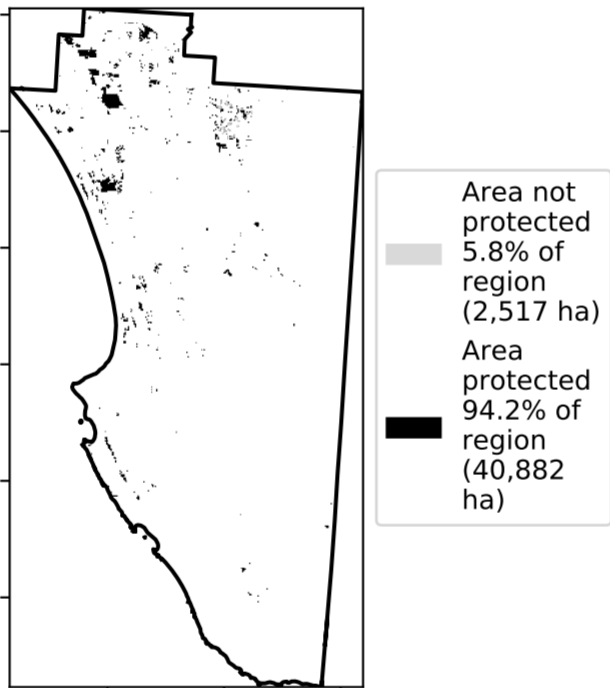 Area not
protected
5.8% of
region
(2,517 ha)
Area
protected
94.2% of
region
(40,882
ha)